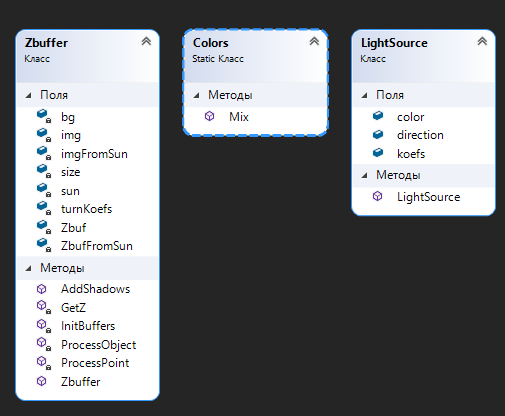 Zbuffer
Класс
Поля
bg
img
imgFromSun
size
sun
turnKoefs
Zbuf
ZbufFromSun
Методы
AddShadows
GetZ
InitBuffers
ProcessObject
ProcessPoint
Zbuffer
Colors
Static Класс
Методы
Mix
LightSource
Класс
Поля
color
direction
koefs
Методы
LightSource